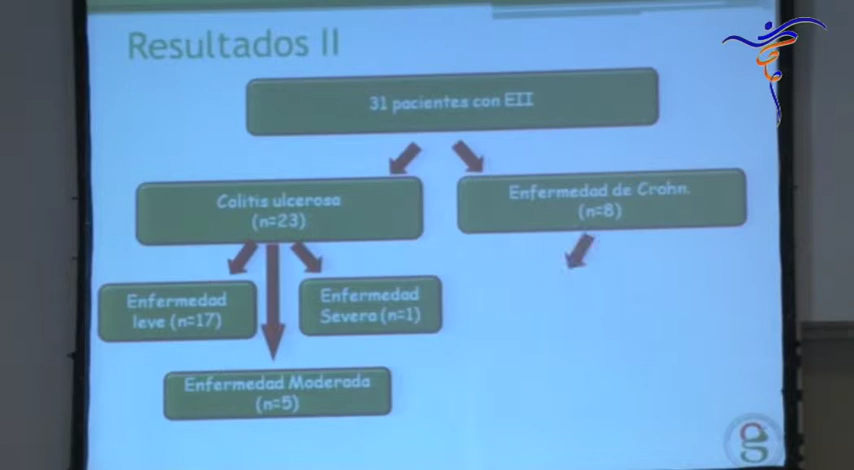 Resultados II
31 pacientes con EII
Colitis ulcerosa
(n=23)
Enfermedad de Crohn.
(n=8)
Enfermedad
leve (n=17)
Enfermedad
Severa (n=1)
Enfermedad Moderada
(n=5)